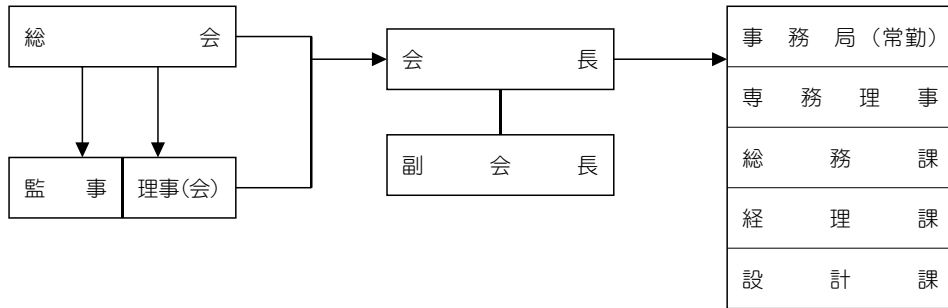 総会
監事
理事(会)
会長
副会長
事務局(常勤)
専務理事
総務課
経理課
設計課